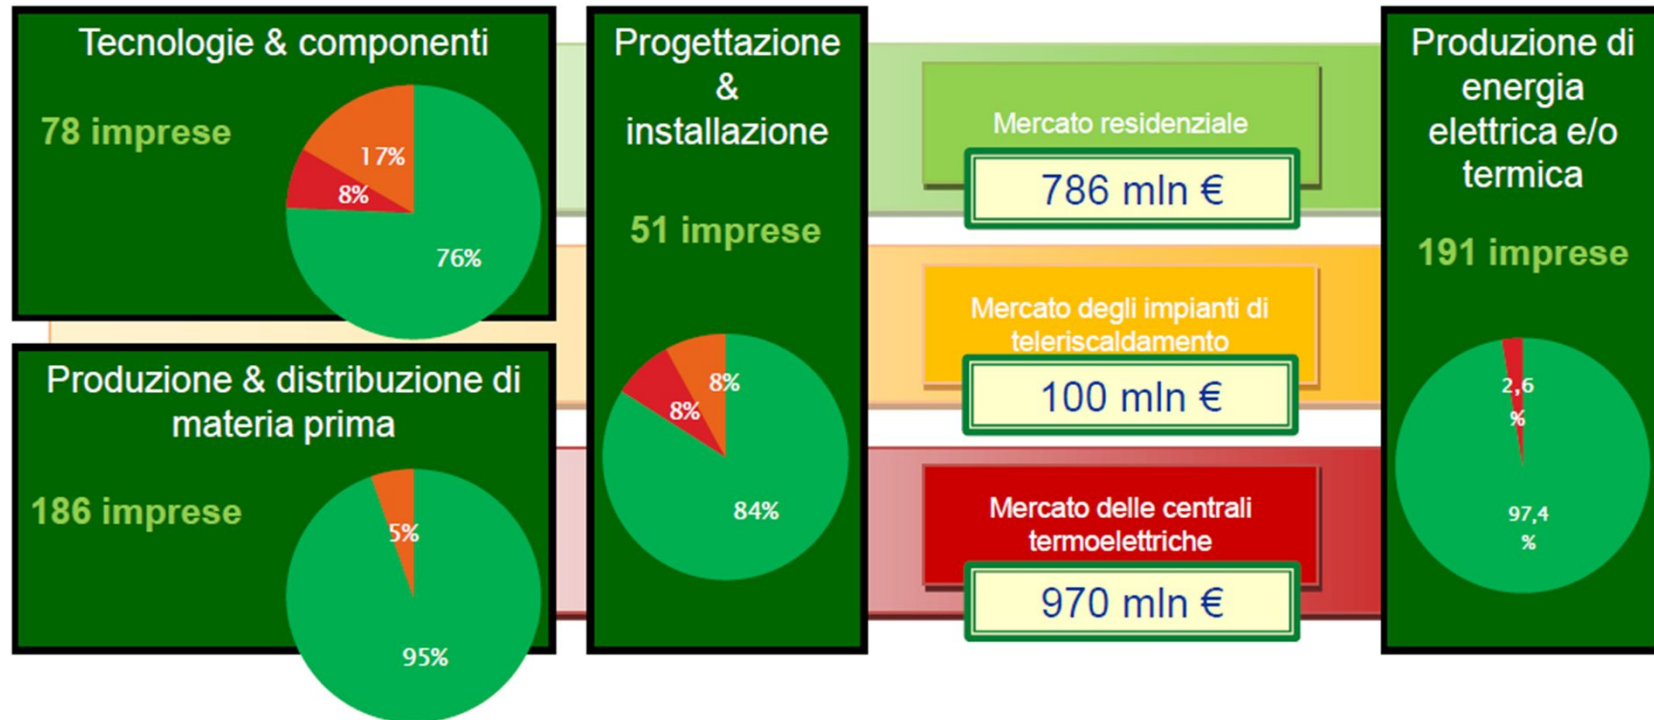 Tecnologie & componenti
78 imprese
17%
8%
76%
Produzione & distribuzione di
materia prima
186 imprese
5%
95%
Progettazione
&
installazione
51 imprese
8%
8%
84%
Mercato residenziale
786 mln €
Mercato degli impianti di
teleriscaldamento
100 mln €
Mercato delle centrali
termoelettriche
970 mln €
Produzione di
energia
elettrica e/o
termica
191 imprese
2,6
%
97,4
%